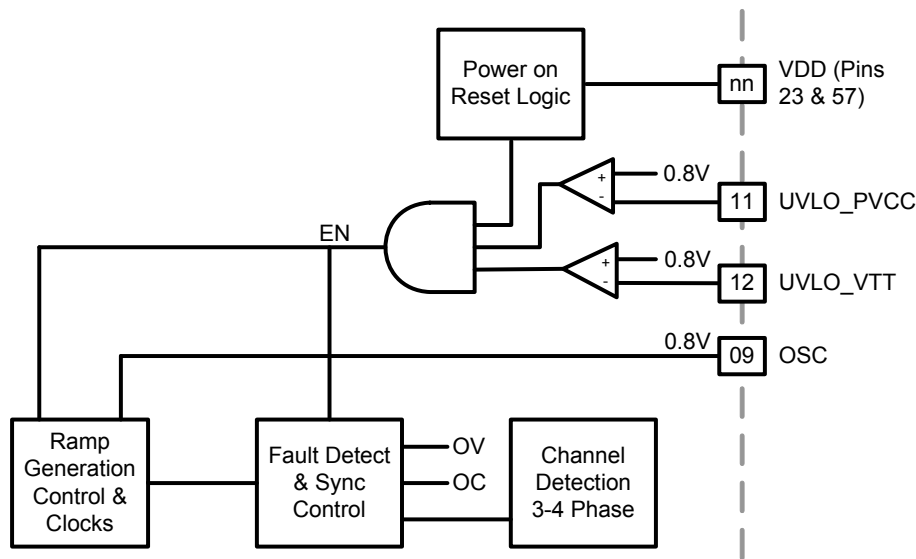 Power on
Reset Logic
nn
VDD (Pins
23 & 57)
+
-
0.8V
11
UVLO_PVCC
EN
+
-
0.8V
12
UVLO_VTT
0.8V
09
OSC
Ramp
Generation
Control &
Clocks
Fault Detect
& Sync
Control
OV
OC
Channel
Detection
3-4 Phase